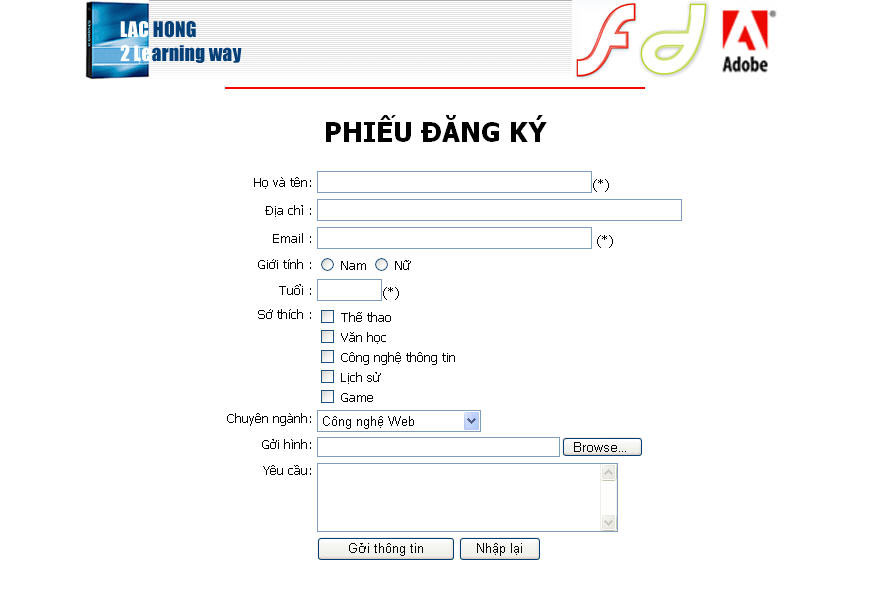 LAC HONG
2 Learning way
fd
Adobe
PHIẾU ĐĂNG KÝ
Họ và tên: (*)
Địa chỉ :
Email : (*)
Giới tính : Nam Nữ
Tuổi : (*)
Sở thích : Thể thao
Văn học
Công nghệ thông tin
Lịch sử
Game
Chuyên ngành: Công nghệ Web
Gởi hình: Browse...
Yêu cầu:
Gởi thông tin Nhập lại